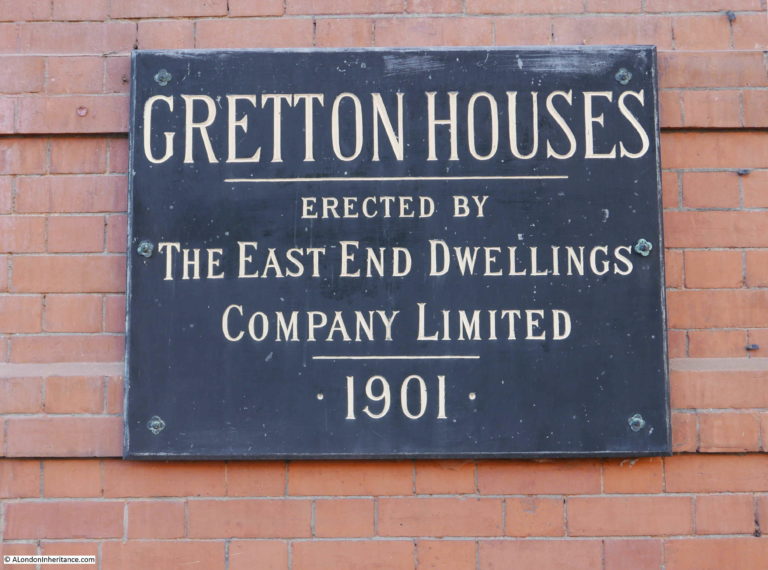 GRETTON HOUSES
ERECTED BY
THE EAST END DWELLINGS
COMPANY LIMITED
· 1901 ·
© ALondonInheritance.com